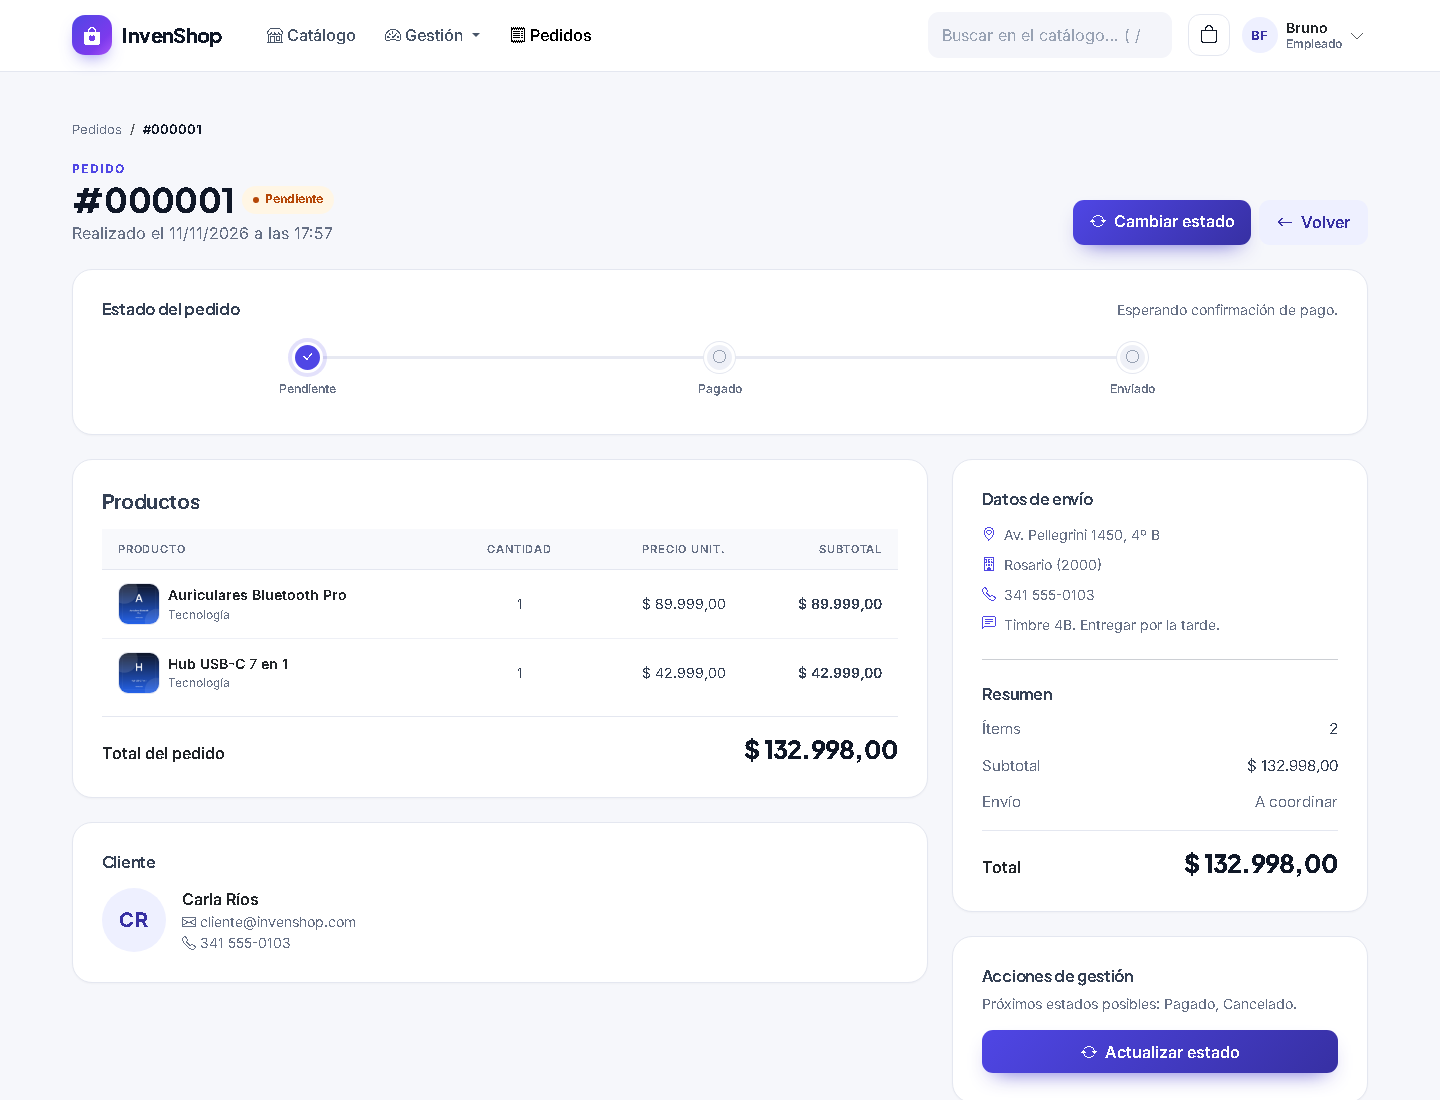 InvenShop
Catálogo
Gestión
Pedidos
Buscar en el catálogo... ( /
BF
Bruno
Empleado
Pedidos / #000001
PEDIDO
#000001
Pendiente
Realizado el 11/11/2026 a las 17:57
Cambiar estado
Volver
Estado del pedido
Esperando confirmación de pago.
Pendiente
Pagado
Enviado
Productos
PRODUCTO CANTIDAD PRECIO UNIT. SUBTOTAL
A
Auriculares Bluetooth Pro
Tecnología
1 $ 89.999,00 $ 89.999,00
H
Hub USB-C 7 en 1
Tecnología
1 $ 42.999,00 $ 42.999,00
Total del pedido $ 132.998,00
Cliente
CR
Carla Ríos
cliente@invenshop.com
341 555-0103
Datos de envío
Av. Pellegrini 1450, 4º B
Rosario (2000)
341 555-0103
Timbre 4B. Entregar por la tarde.
Resumen
Ítems 2
Subtotal $ 132.998,00
Envío A coordinar
Total $ 132.998,00
Acciones de gestión
Próximos estados posibles: Pagado, Cancelado.
Actualizar estado